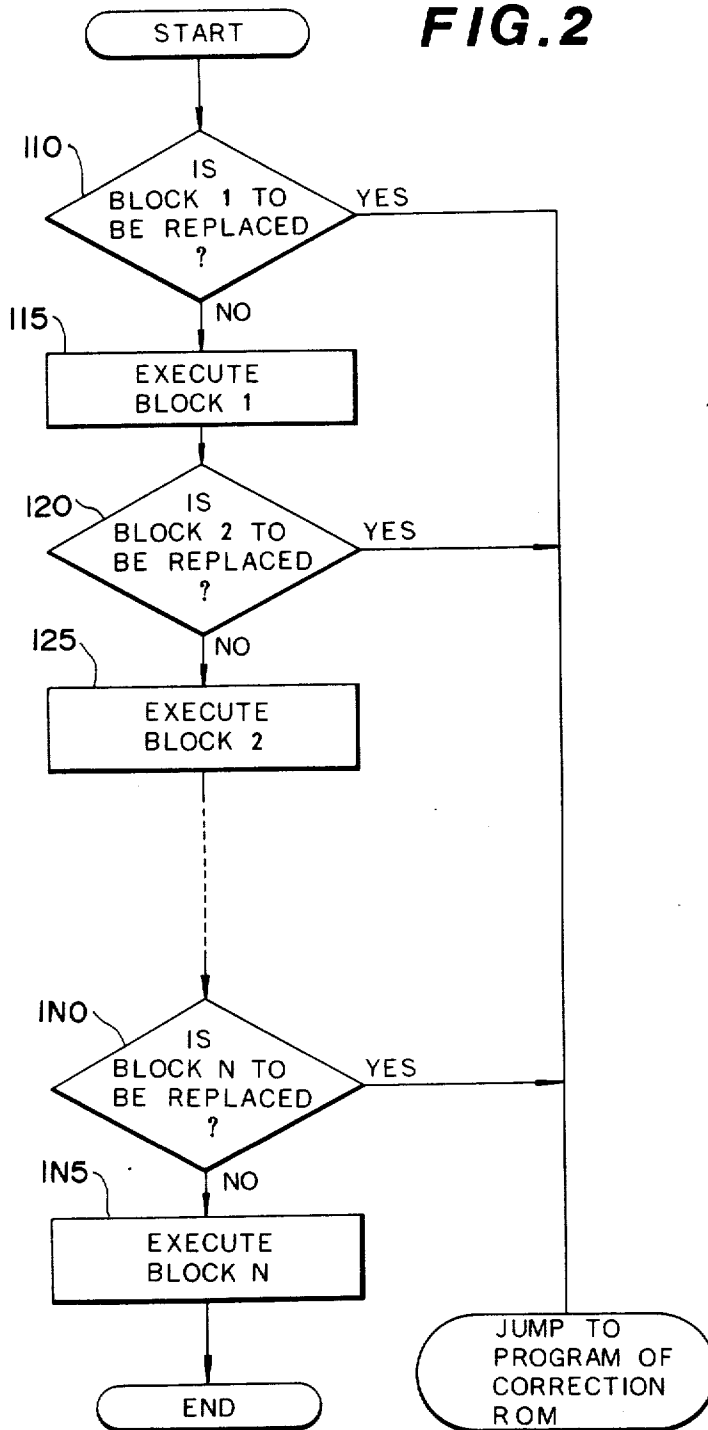 FIG.2
START
110
IS
BLOCK 1 TO
BE REPLACED
?
YES
NO
115
EXECUTE
BLOCK 1
120
IS
BLOCK 2 TO
BE REPLACED
?
YES
NO
125
EXECUTE
BLOCK 2
1N0
IS
BLOCK N TO
BE REPLACED
?
YES
NO
1N5
EXECUTE
BLOCK N
END
JUMP TO
PROGRAM OF
CORRECTION
ROM